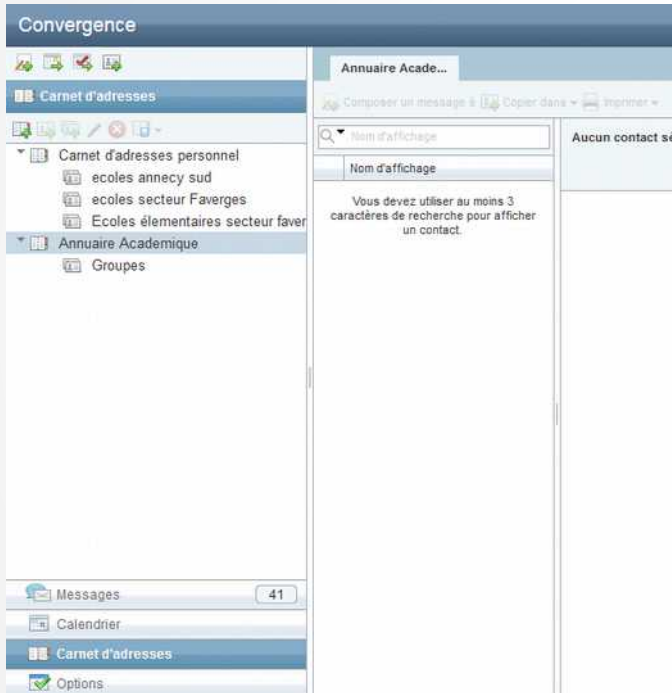 Convergence
Annuaire Acade...
Carnet d'adresses
Composer un message à Copier dans Imprimer
Nom d'affichage
Aucun contact sé
Carnet d'adresses personnel
Nom d'affichage
ecoles annecy sud
ecoles secteur Faverges
Ecoles élementaires secteur faver
Vous devez utiliser au moins 3
caractères de recherche pour afficher
un contact.
Annuaire Academique
Groupes
Messages 41
Calendrier
Carnet d'adresses
Options